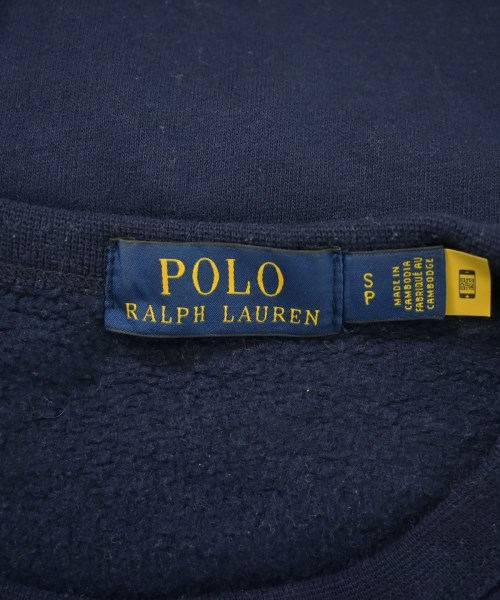 POLO
RALPH LAUREN
S
P
MADE IN
CAMBODIA
FABRIQUÉ AU
CAMBODGE